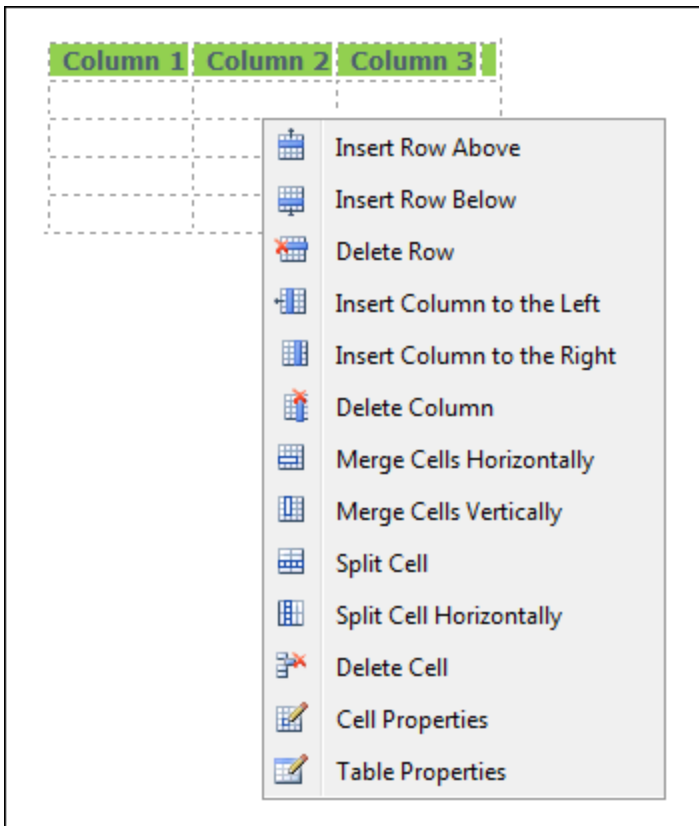 Column 1 Column 2 Column 3
Insert Row Above
Insert Row Below
Delete Row
Insert Column to the Left
Insert Column to the Right
Delete Column
Merge Cells Horizontally
Merge Cells Vertically
Split Cell
Split Cell Horizontally
Delete Cell
Cell Properties
Table Properties